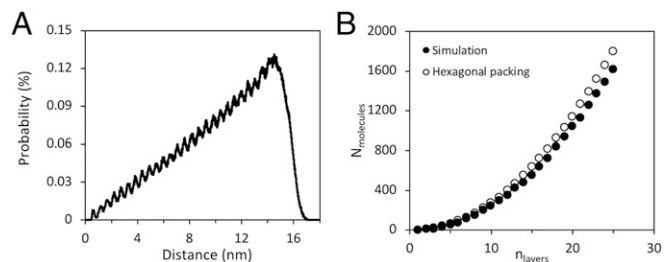 A
0.15
0.12
0.09
0.06
0.03
0
Probability (%)
0 4 8 12 16
Distance (nm)
B
2000
1600
1200
800
400
0
Nmolecules
Simulation
Hexagonal packing
0 10 20 30
nlayers